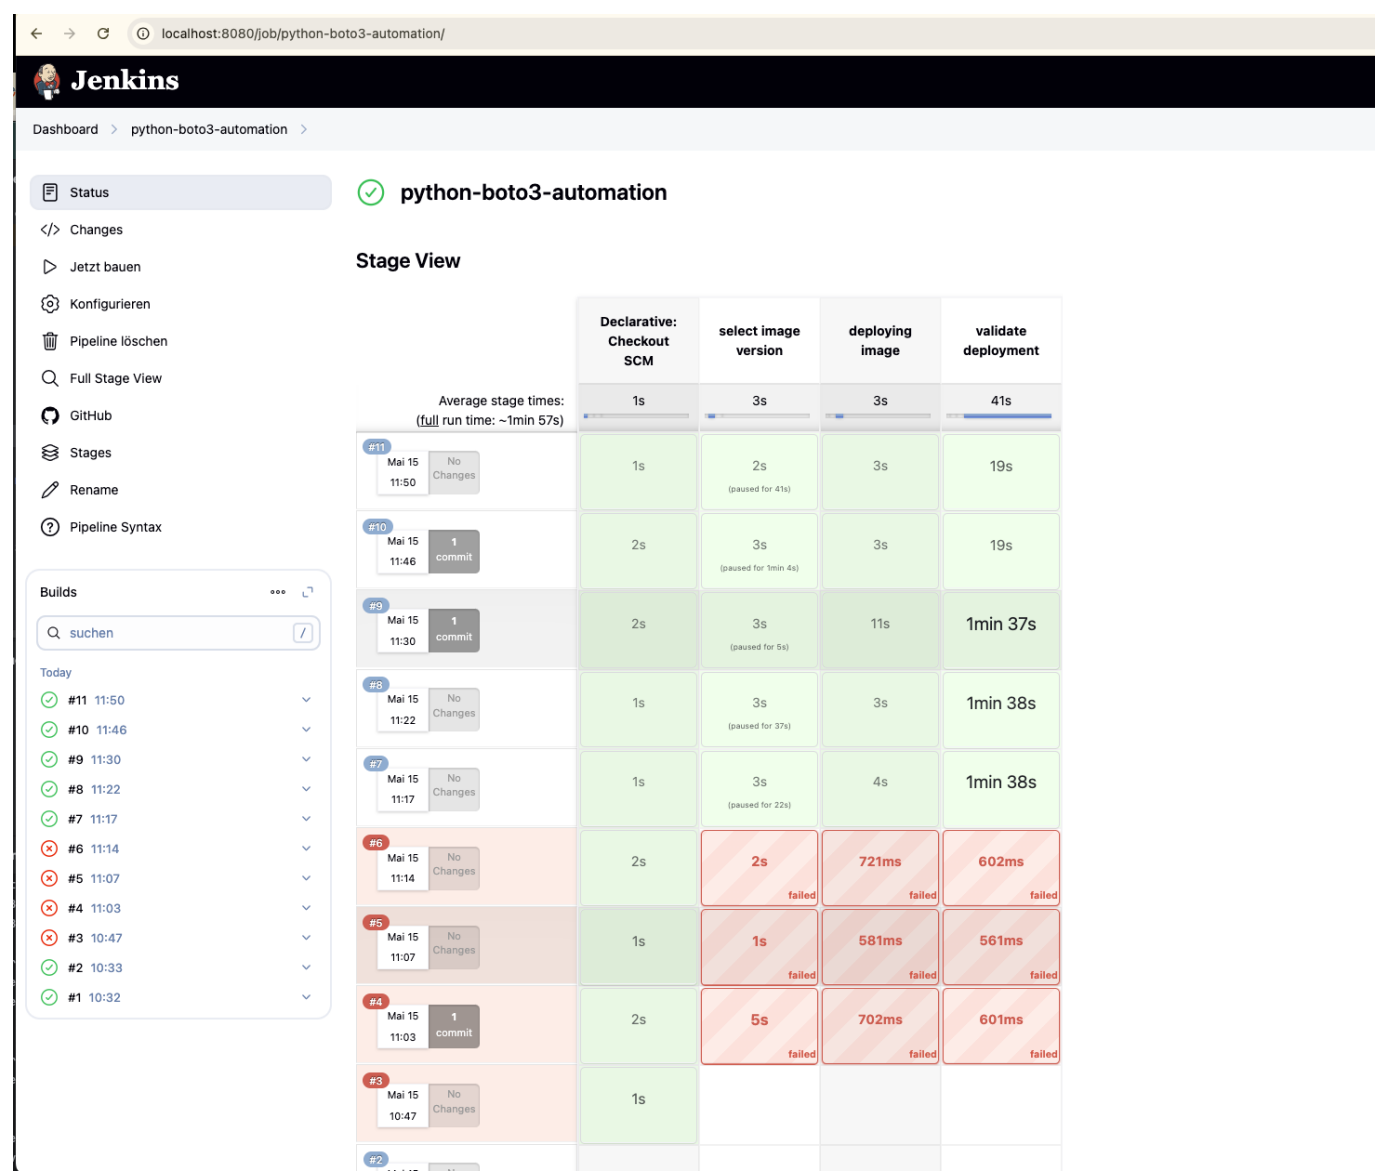 localhost:8080/job/python-boto3-automation/
Jenkins
Dashboard > python-boto3-automation >
Status
Changes
Jetzt bauen
Konfigurieren
Pipeline löschen
Full Stage View
GitHub
Stages
Rename
Pipeline Syntax
Builds
suchen /
Today
#11 11:50
#10 11:46
#9 11:30
#8 11:22
#7 11:17
#6 11:14
#5 11:07
#4 11:03
#3 10:47
#2 10:33
#1 10:32
python-boto3-automation
Stage View
Declarative:
Checkout
SCM
select image
version
deploying
image
validate
deployment
Average stage times:
(full run time: ~1min 57s)
1s
3s
3s
41s
#11
Mai 15
11:50
No
Changes
1s
2s
(paused for 41s)
3s
19s
#10
Mai 15
11:46
1
commit
2s
3s
(paused for 1min 4s)
3s
19s
#9
Mai 15
11:30
1
commit
2s
3s
(paused for 5s)
11s
1min 37s
#8
Mai 15
11:22
No
Changes
1s
3s
(paused for 37s)
3s
1min 38s
#7
Mai 15
11:17
No
Changes
1s
3s
(paused for 22s)
4s
1min 38s
#6
Mai 15
11:14
No
Changes
2s
2s
failed
721ms
failed
602ms
failed
#5
Mai 15
11:07
No
Changes
1s
1s
failed
581ms
failed
561ms
failed
#4
Mai 15
11:03
1
commit
2s
5s
failed
702ms
failed
601ms
failed
#3
Mai 15
10:47
No
Changes
1s
#2